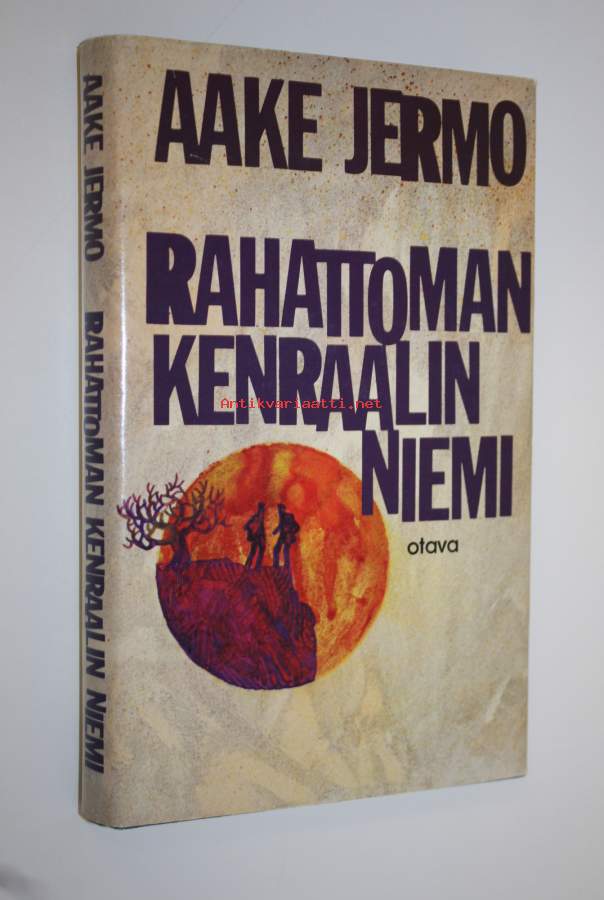 AAKE JERMO
RAHATTOMAN
KENRAALIN
NIEMI
otava
AAKE JERMO RAHATTOMAN KENRAALIN NIEMI
Antikvariaatti.net